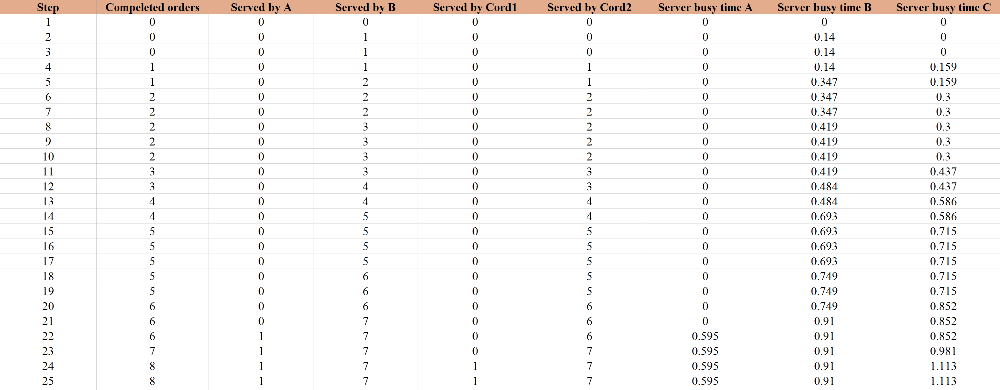 Step Compeleted orders Served by A Served by B Served by Cord1 Served by Cord2 Server busy time A Server busy time B Server busy time C
1 0 0 0 0 0 0 0 0
2 0 0 1 0 0 0 0.14 0
3 0 0 1 0 0 0 0.14 0
4 1 0 1 0 1 0 0.14 0.159
5 1 0 2 0 1 0 0.347 0.159
6 2 0 2 0 2 0 0.347 0.3
7 2 0 2 0 2 0 0.347 0.3
8 2 0 3 0 2 0 0.419 0.3
9 2 0 3 0 2 0 0.419 0.3
10 2 0 3 0 2 0 0.419 0.3
11 3 0 3 0 3 0 0.419 0.437
12 3 0 4 0 3 0 0.484 0.437
13 4 0 4 0 4 0 0.484 0.586
14 4 0 5 0 4 0 0.693 0.586
15 5 0 5 0 5 0 0.693 0.715
16 5 0 5 0 5 0 0.693 0.715
17 5 0 5 0 5 0 0.693 0.715
18 5 0 6 0 5 0 0.749 0.715
19 5 0 6 0 5 0 0.749 0.715
20 6 0 6 0 6 0 0.749 0.852
21 6 0 7 0 6 0 0.91 0.852
22 6 1 7 0 6 0.595 0.91 0.852
23 7 1 7 0 7 0.595 0.91 0.981
24 8 1 7 1 7 0.595 0.91 1.113
25 8 1 7 1 7 0.595 0.91 1.113